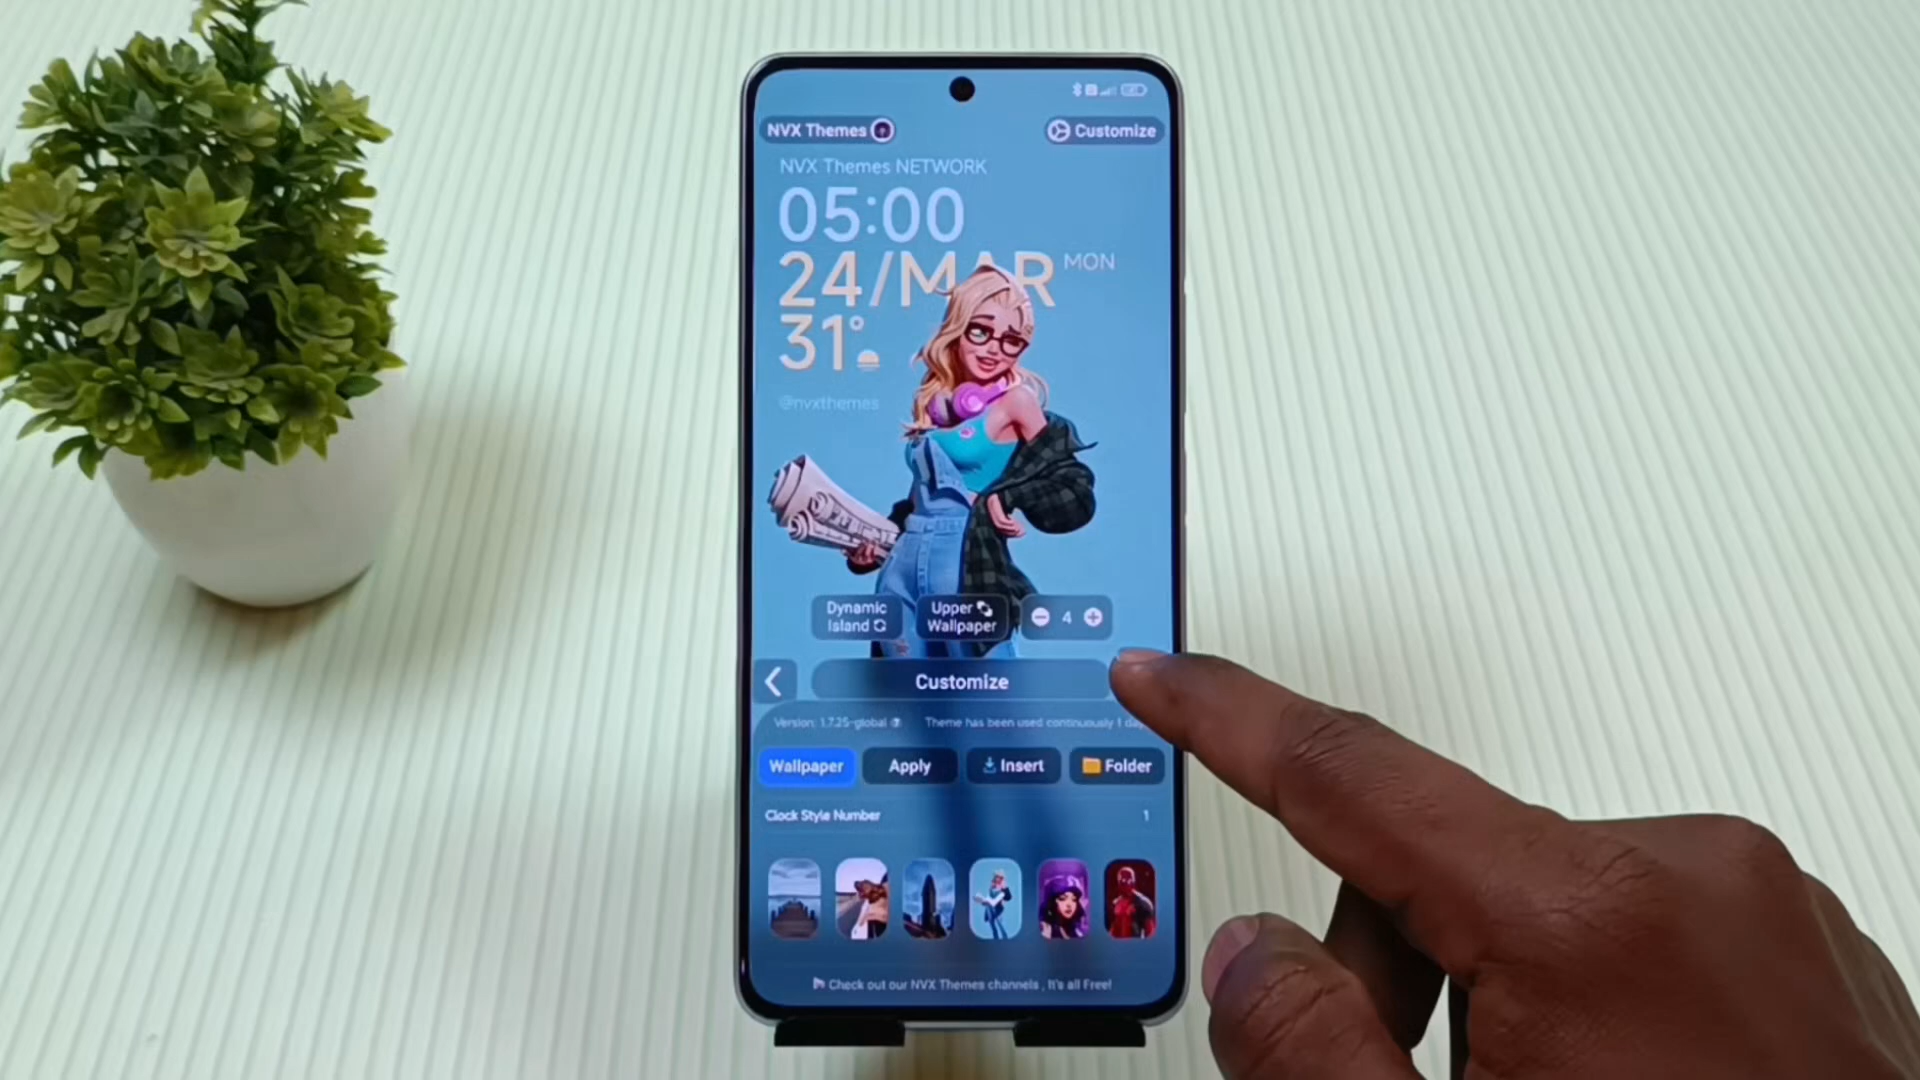 NVX Themes
Customize
NVX Themes NETWORK
05:00
24/MAR MON
31°
@nvxthemes
Dynamic
Island
Upper
Wallpaper
4
Customize
Version: 1.7.25-global
Theme has been used continuously 1 day
Wallpaper
Apply
Insert
Folder
Clock Style Number
1
Check out our NVX Themes channels , It's all Free!